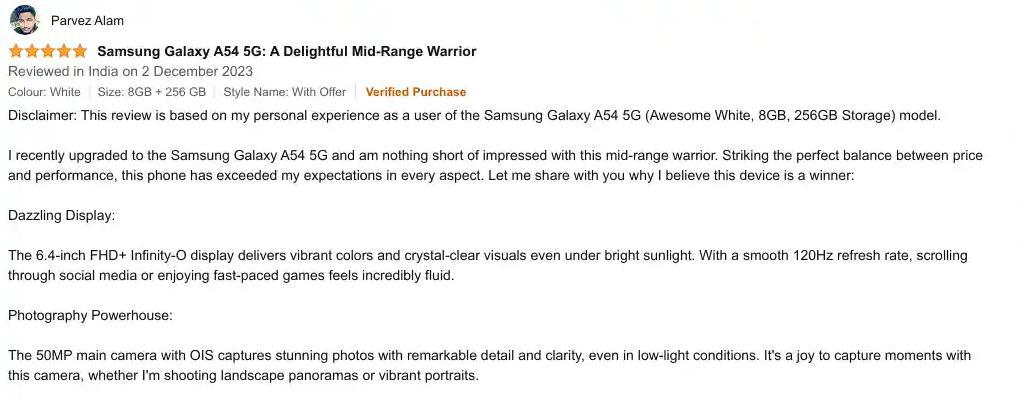 Parvez Alam
Samsung Galaxy A54 5G: A Delightful Mid-Range Warrior
Reviewed in India on 2 December 2023
Colour: White Size: 8GB + 256 GB Style Name: With Offer Verified Purchase
Disclaimer: This review is based on my personal experience as a user of the Samsung Galaxy A54 5G (Awesome White, 8GB, 256GB Storage) model.
I recently upgraded to the Samsung Galaxy A54 5G and am nothing short of impressed with this mid-range warrior. Striking the perfect balance between price
and performance, this phone has exceeded my expectations in every aspect. Let me share with you why I believe this device is a winner:
Dazzling Display:
The 6.4-inch FHD+ Infinity-O display delivers vibrant colors and crystal-clear visuals even under bright sunlight. With a smooth 120Hz refresh rate, scrolling
through social media or enjoying fast-paced games feels incredibly fluid.
Photography Powerhouse:
The 50MP main camera with OIS captures stunning photos with remarkable detail and clarity, even in low-light conditions. It's a joy to capture moments with
this camera, whether I'm shooting landscape panoramas or vibrant portraits.